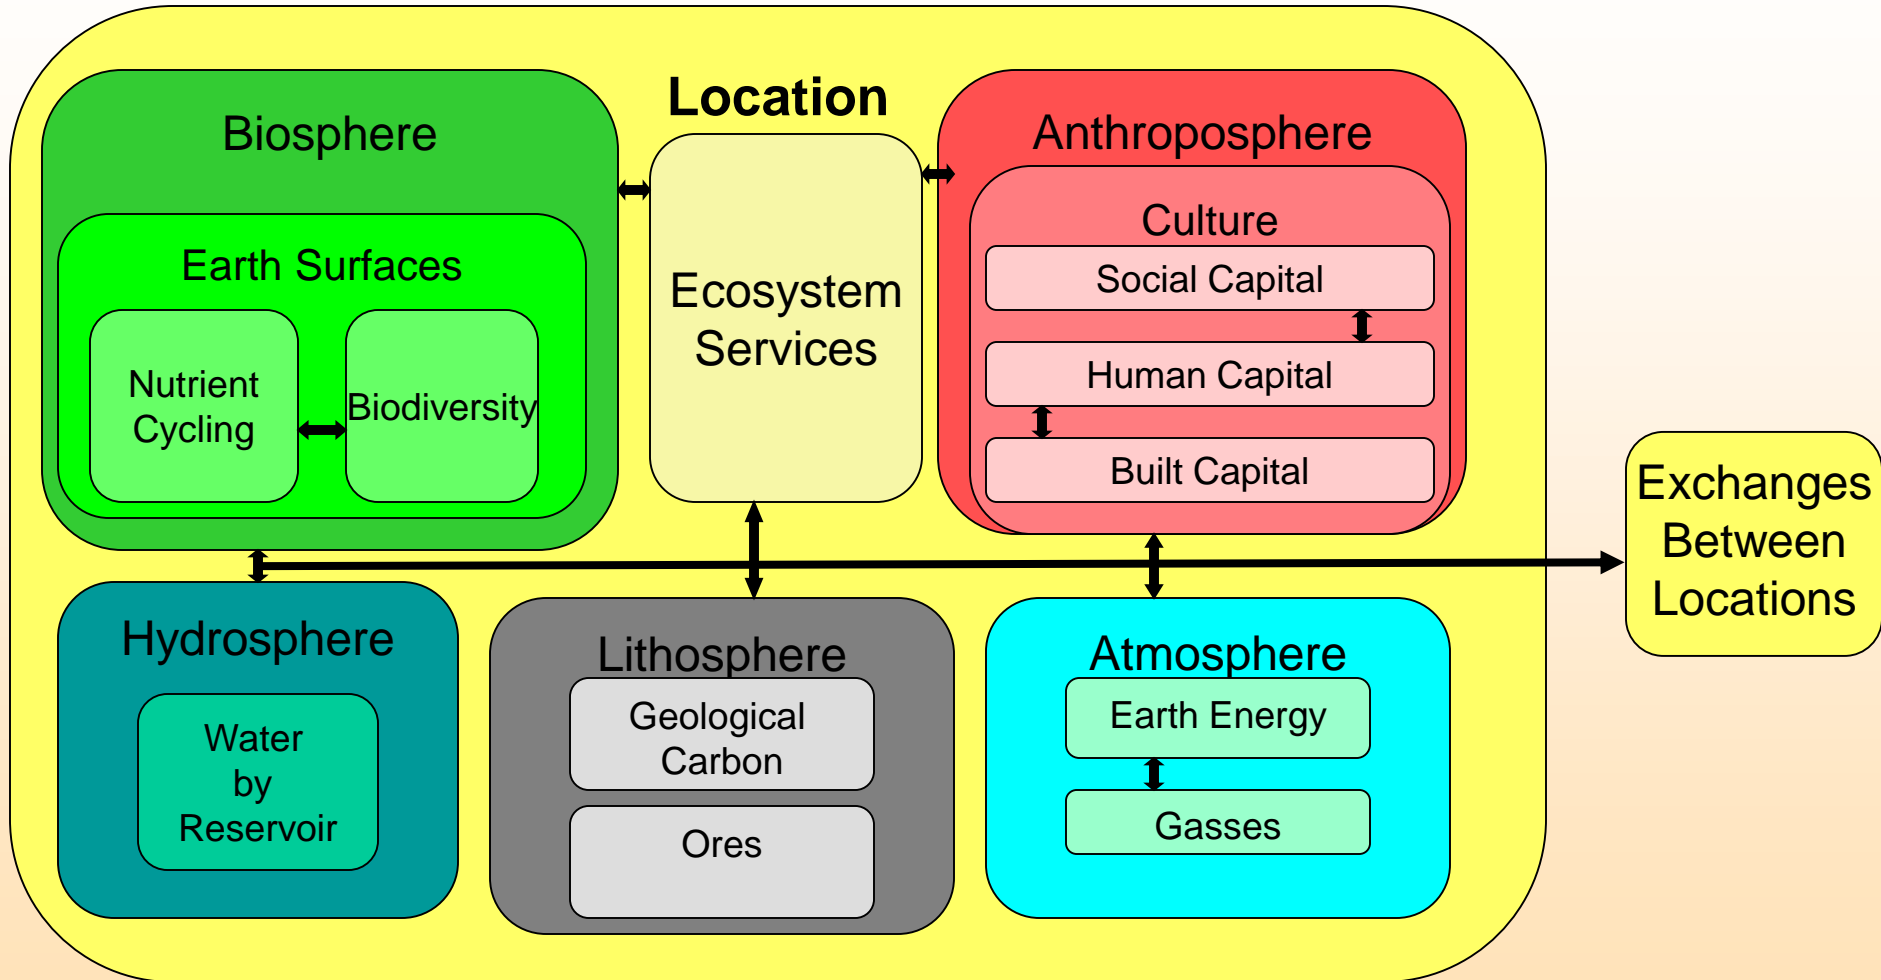 Location
Biosphere
Earth Surfaces
Nutrient
Cycling
Biodiversity
Ecosystem
Services
Anthroposphere
Culture
Social Capital
Human Capital
Built Capital
Exchanges
Between
Locations
Hydrosphere
Water
by
Reservoir
Lithosphere
Geological
Carbon
Ores
Atmosphere
Earth Energy
Gasses